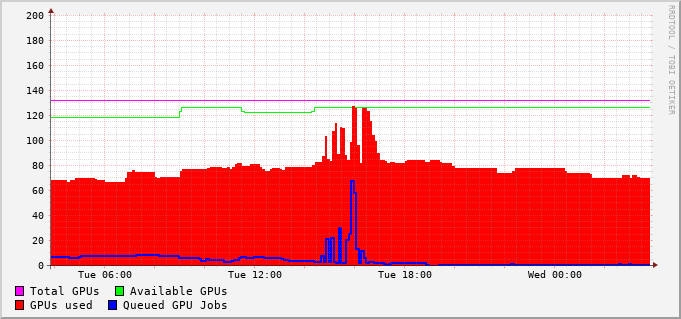 200
180
160
140
120
100
80
60
40
20
0
Tue 06:00 Tue 12:00 Tue 18:00 Wed 00:00
Total GPUs Available GPUs
GPUs used Queued GPU Jobs
RRDTOOL / TOBI OETIKER